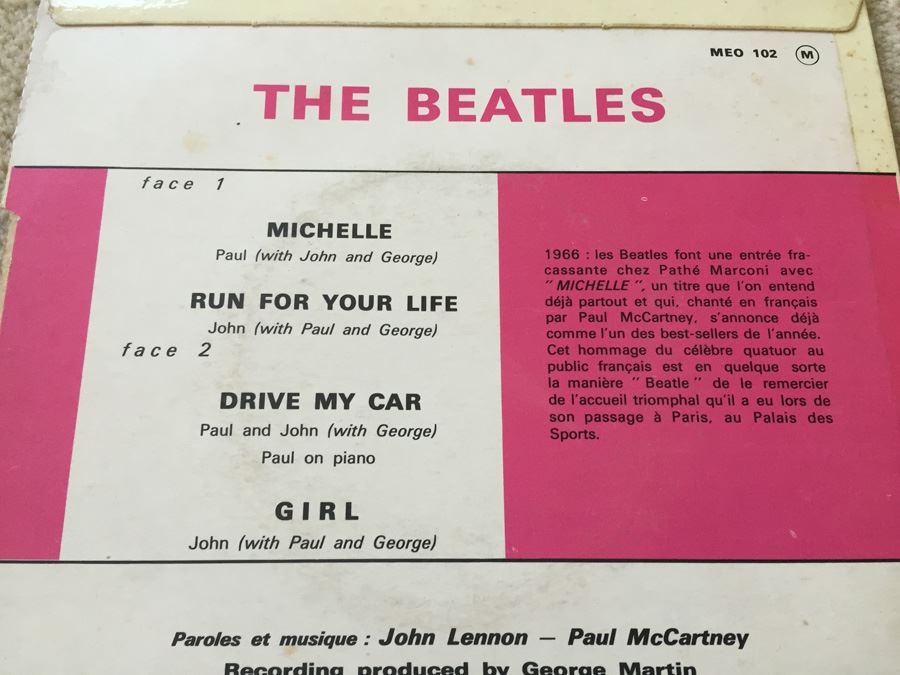 MEO 102 Ⓜ
THE BEATLES
face 1
MICHELLE
Paul (with John and George)
RUN FOR YOUR LIFE
John (with Paul and George)
face 2
DRIVE MY CAR
Paul and John (with George)
Paul on piano
GIRL
John (with Paul and George)
1966 : les Beatles font une entrée fra-
cassante chez Pathé Marconi avec
" MICHELLE ", un titre que l'on entend
déjà partout et qui, chanté en français
par Paul McCartney, s'annonce déjà
comme l'un des best-sellers de l'année.
Cet hommage du célèbre quatuor au
public français est en quelque sorte
la manière " Beatle " de le remercier
de l'accueil triomphal qu'il a eu lors de
son passage à Paris, au Palais des
Sports.
Paroles et musique : John Lennon — Paul McCartney
Recording produced by George Martin